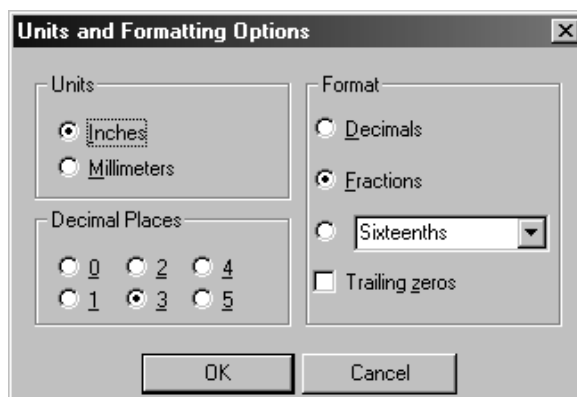 Units and Formatting Options
Units
Inches
Millimeters
Decimal Places
0 2 4
1 3 5
Format
Decimals
Fractions
Sixteenths
Trailing zeros
OK Cancel